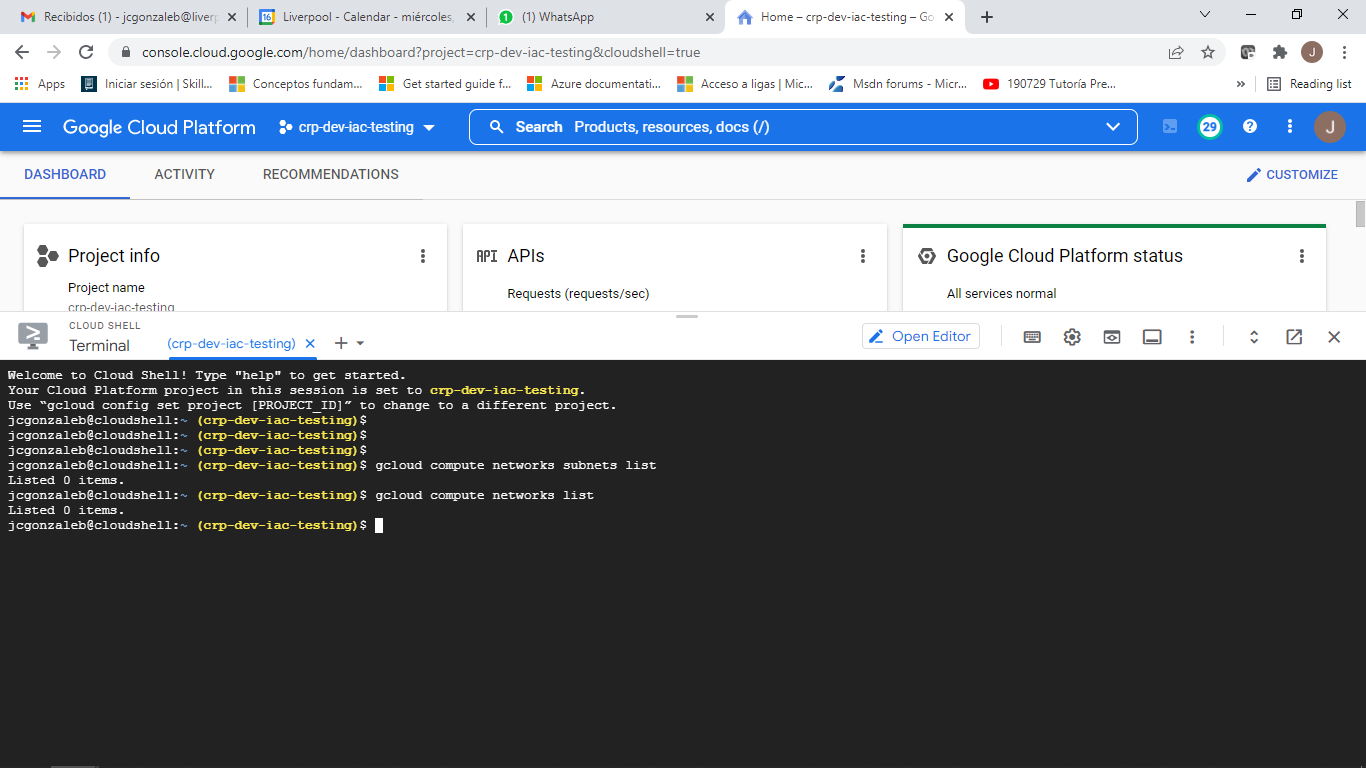 Recibidos (1) - jcgonzaleb@liverp
Liverpool - Calendar - miércoles,
(1) WhatsApp
Home – crp-dev-iac-testing – Go
console.cloud.google.com/home/dashboard?project=crp-dev-iac-testing&cloudshell=true
J
Apps
Iniciar sesión | Skill...
Conceptos fundam...
Get started guide f...
Azure documentati...
Acceso a ligas | Mic...
Msdn forums - Micr...
190729 Tutoría Pre...
»
Reading list
Google Cloud Platform
crp-dev-iac-testing
Search Products, resources, docs (/)
29
J
DASHBOARD
ACTIVITY
RECOMMENDATIONS
CUSTOMIZE
Project info
Project name
crp-dev-iac-testing
API APIs
Requests (requests/sec)
Google Cloud Platform status
All services normal
CLOUD SHELL
Terminal
(crp-dev-iac-testing)
Open Editor
Welcome to Cloud Shell! Type "help" to get started.
Your Cloud Platform project in this session is set to crp-dev-iac-testing.
Use “gcloud config set project [PROJECT_ID]” to change to a different project.
jcgonzaleb@cloudshell:~ (crp-dev-iac-testing)$
jcgonzaleb@cloudshell:~ (crp-dev-iac-testing)$
jcgonzaleb@cloudshell:~ (crp-dev-iac-testing)$
jcgonzaleb@cloudshell:~ (crp-dev-iac-testing)$ gcloud compute networks subnets list
Listed 0 items.
jcgonzaleb@cloudshell:~ (crp-dev-iac-testing)$ gcloud compute networks list
Listed 0 items.
jcgonzaleb@cloudshell:~ (crp-dev-iac-testing)$